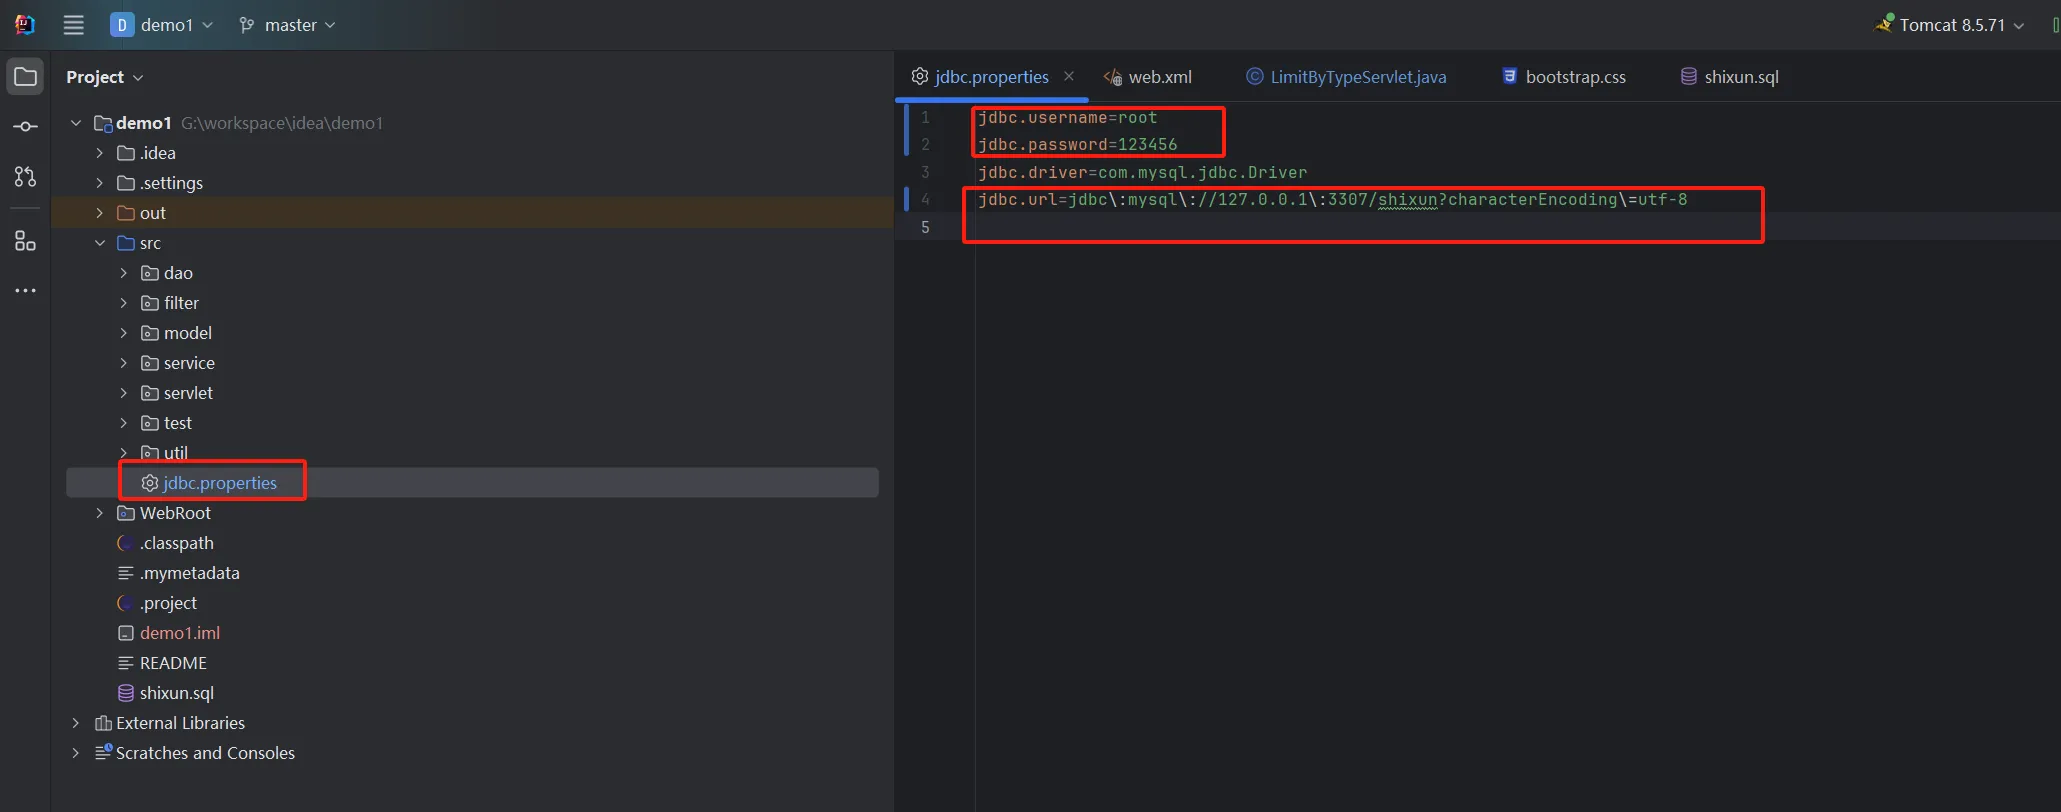 D demo1 master Tomcat 8.5.71
Project
demo1 G:\workspace\idea\demo1
.idea
.settings
out
src
dao
filter
model
service
servlet
test
util
jdbc.properties
WebRoot
.classpath
.mymetadata
.project
demo1.iml
README
shixun.sql
External Libraries
Scratches and Consoles
jdbc.properties web.xml LimitByTypeServlet.java bootstrap.css shixun.sql
1 jdbc.username=root
2 jdbc.password=123456
3 jdbc.driver=com.mysql.jdbc.Driver
4 jdbc.url=jdbc\:mysql\://127.0.0.1\:3307/shixun?characterEncoding\=utf-8
5